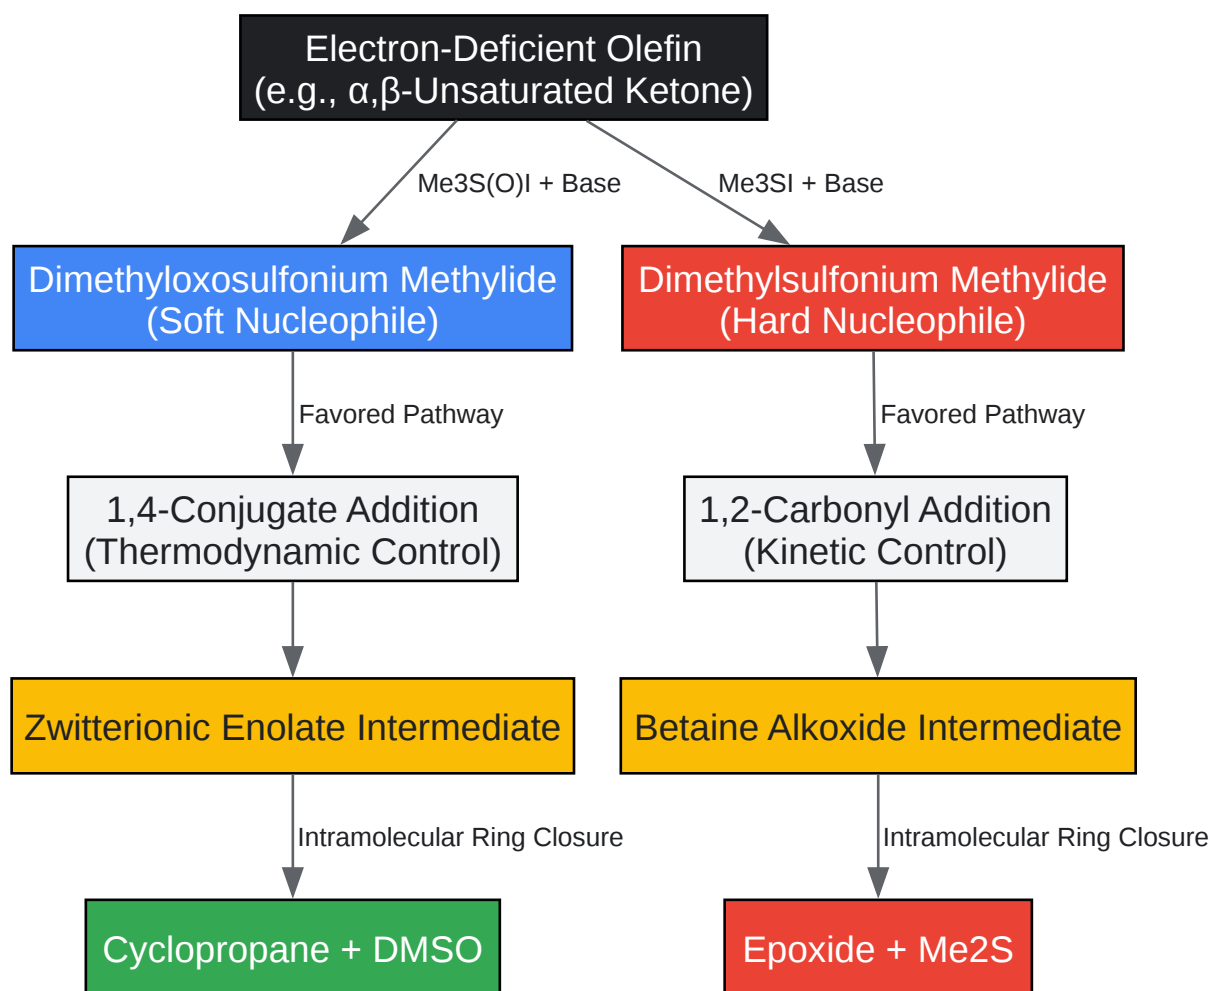 Electron-Deficient Olefin
(e.g., α,β-Unsaturated Ketone)
Me3S(O)I + Base
Me3SI + Base
Dimethyloxosulfonium Methylide
(Soft Nucleophile)
Dimethylsulfonium Methylide
(Hard Nucleophile)
Favored Pathway
Favored Pathway
1,4-Conjugate Addition
(Thermodynamic Control)
1,2-Carbonyl Addition
(Kinetic Control)
Zwitterionic Enolate Intermediate
Betaine Alkoxide Intermediate
Intramolecular Ring Closure
Intramolecular Ring Closure
Cyclopropane + DMSO
Epoxide + Me2S